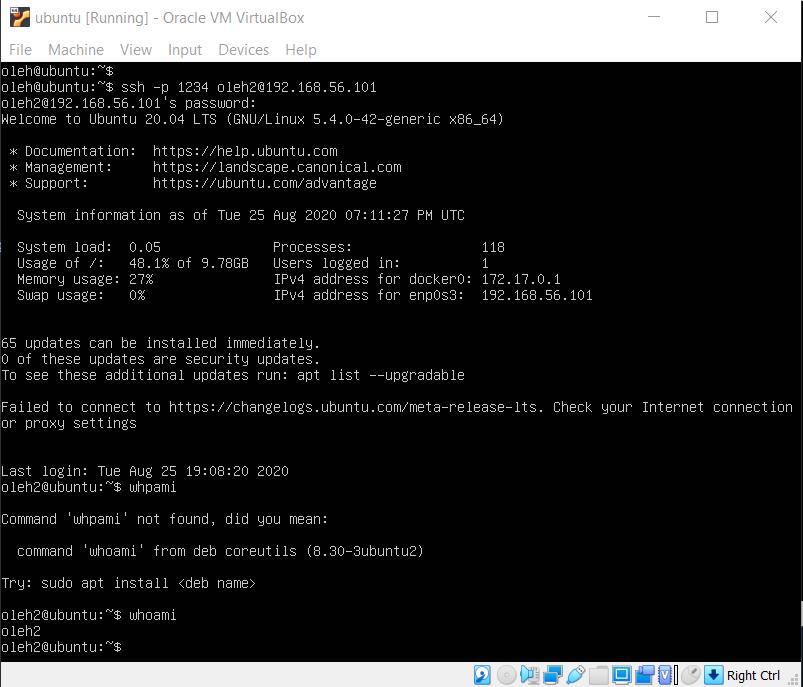 ubuntu [Running] - Oracle VM VirtualBox
File Machine View Input Devices Help
oleh@ubuntu:~$
oleh@ubuntu:~$ ssh -p 1234 oleh2@192.168.56.101
oleh2@192.168.56.101's password:
Welcome to Ubuntu 20.04 LTS (GNU/Linux 5.4.0-42-generic x86_64)
* Documentation: https://help.ubuntu.com
* Management: https://landscape.canonical.com
* Support: https://ubuntu.com/advantage
System information as of Tue 25 Aug 2020 07:11:27 PM UTC
System load: 0.05 Processes: 118
Usage of /: 48.1% of 9.78GB Users logged in: 1
Memory usage: 27% IPv4 address for docker0: 172.17.0.1
Swap usage: 0% IPv4 address for enp0s3: 192.168.56.101
65 updates can be installed immediately.
0 of these updates are security updates.
To see these additional updates run: apt list --upgradable
Failed to connect to https://changelogs.ubuntu.com/meta-release-lts. Check your Internet connection
or proxy settings
Last login: Tue Aug 25 19:08:20 2020
oleh2@ubuntu:~$ whpami
Command 'whpami' not found, did you mean:
command 'whoami' from deb coreutils (8.30-3ubuntu2)
Try: sudo apt install <deb name>
oleh2@ubuntu:~$ whoami
oleh2
oleh2@ubuntu:~$
Right Ctrl